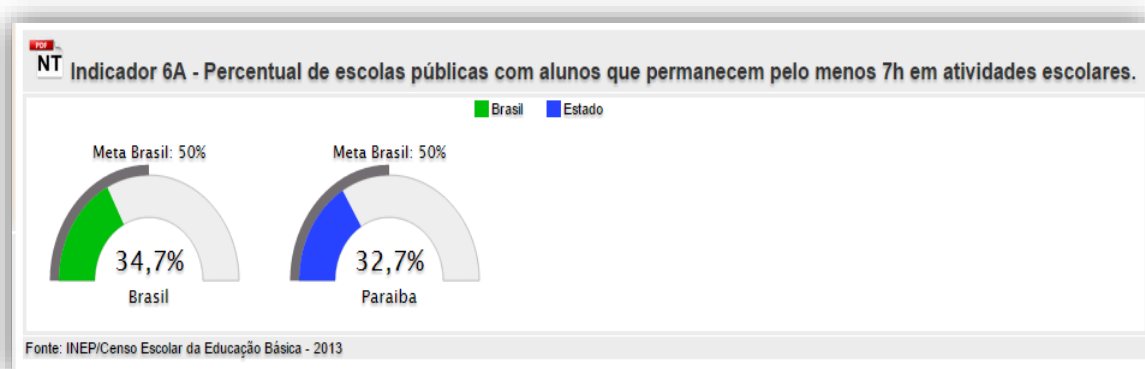 PDF
NT
Indicador 6A - Percentual de escolas públicas com alunos que permanecem pelo menos 7h em atividades escolares.
Brasil Estado
Meta Brasil: 50% Meta Brasil: 50%
34,7% 32,7%
Brasil Paraiba
Fonte: INEP/Censo Escolar da Educação Básica - 2013